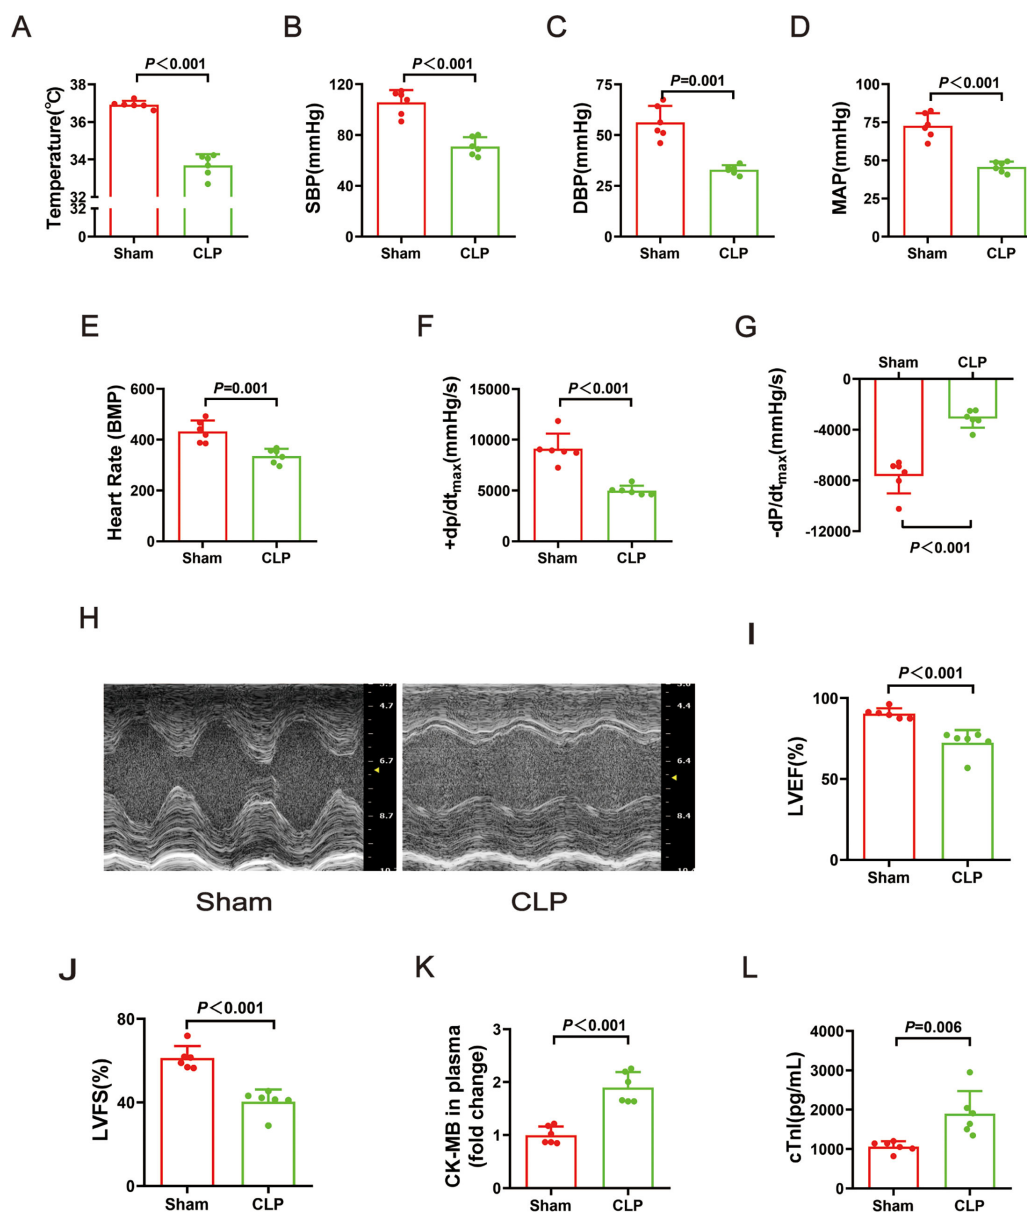 A
P＜0.001
Temperature(°C)
38
36
34
32
32
0
Sham
CLP
B
P＜0.001
SBP(mmHg)
120
80
40
0
Sham
CLP
C
P=0.001
DBP(mmHg)
75
50
25
0
Sham
CLP
D
P＜0.001
MAP(mmHg)
100
75
50
25
0
Sham
CLP
E
P=0.001
Heart Rate (BMP)
600
400
200
0
Sham
CLP
F
P＜0.001
+dp/dtmax(mmHg/s)
15000
10000
5000
0
Sham
CLP
G
Sham
CLP
-dP/dtmax(mmHg/s)
0
-4000
-8000
-12000
P＜0.001
H
4.7
6.7
8.7
Sham
4.4
6.4
8.4
CLP
I
P＜0.001
LVEF(%)
100
50
0
Sham
CLP
J
P＜0.001
LVFS(%)
80
40
0
Sham
CLP
K
P＜0.001
CK-MB in plasma
(fold change)
3
2
1
0
Sham
CLP
L
P=0.006
cTnI(pg/mL)
4000
3000
2000
1000
0
Sham
CLP